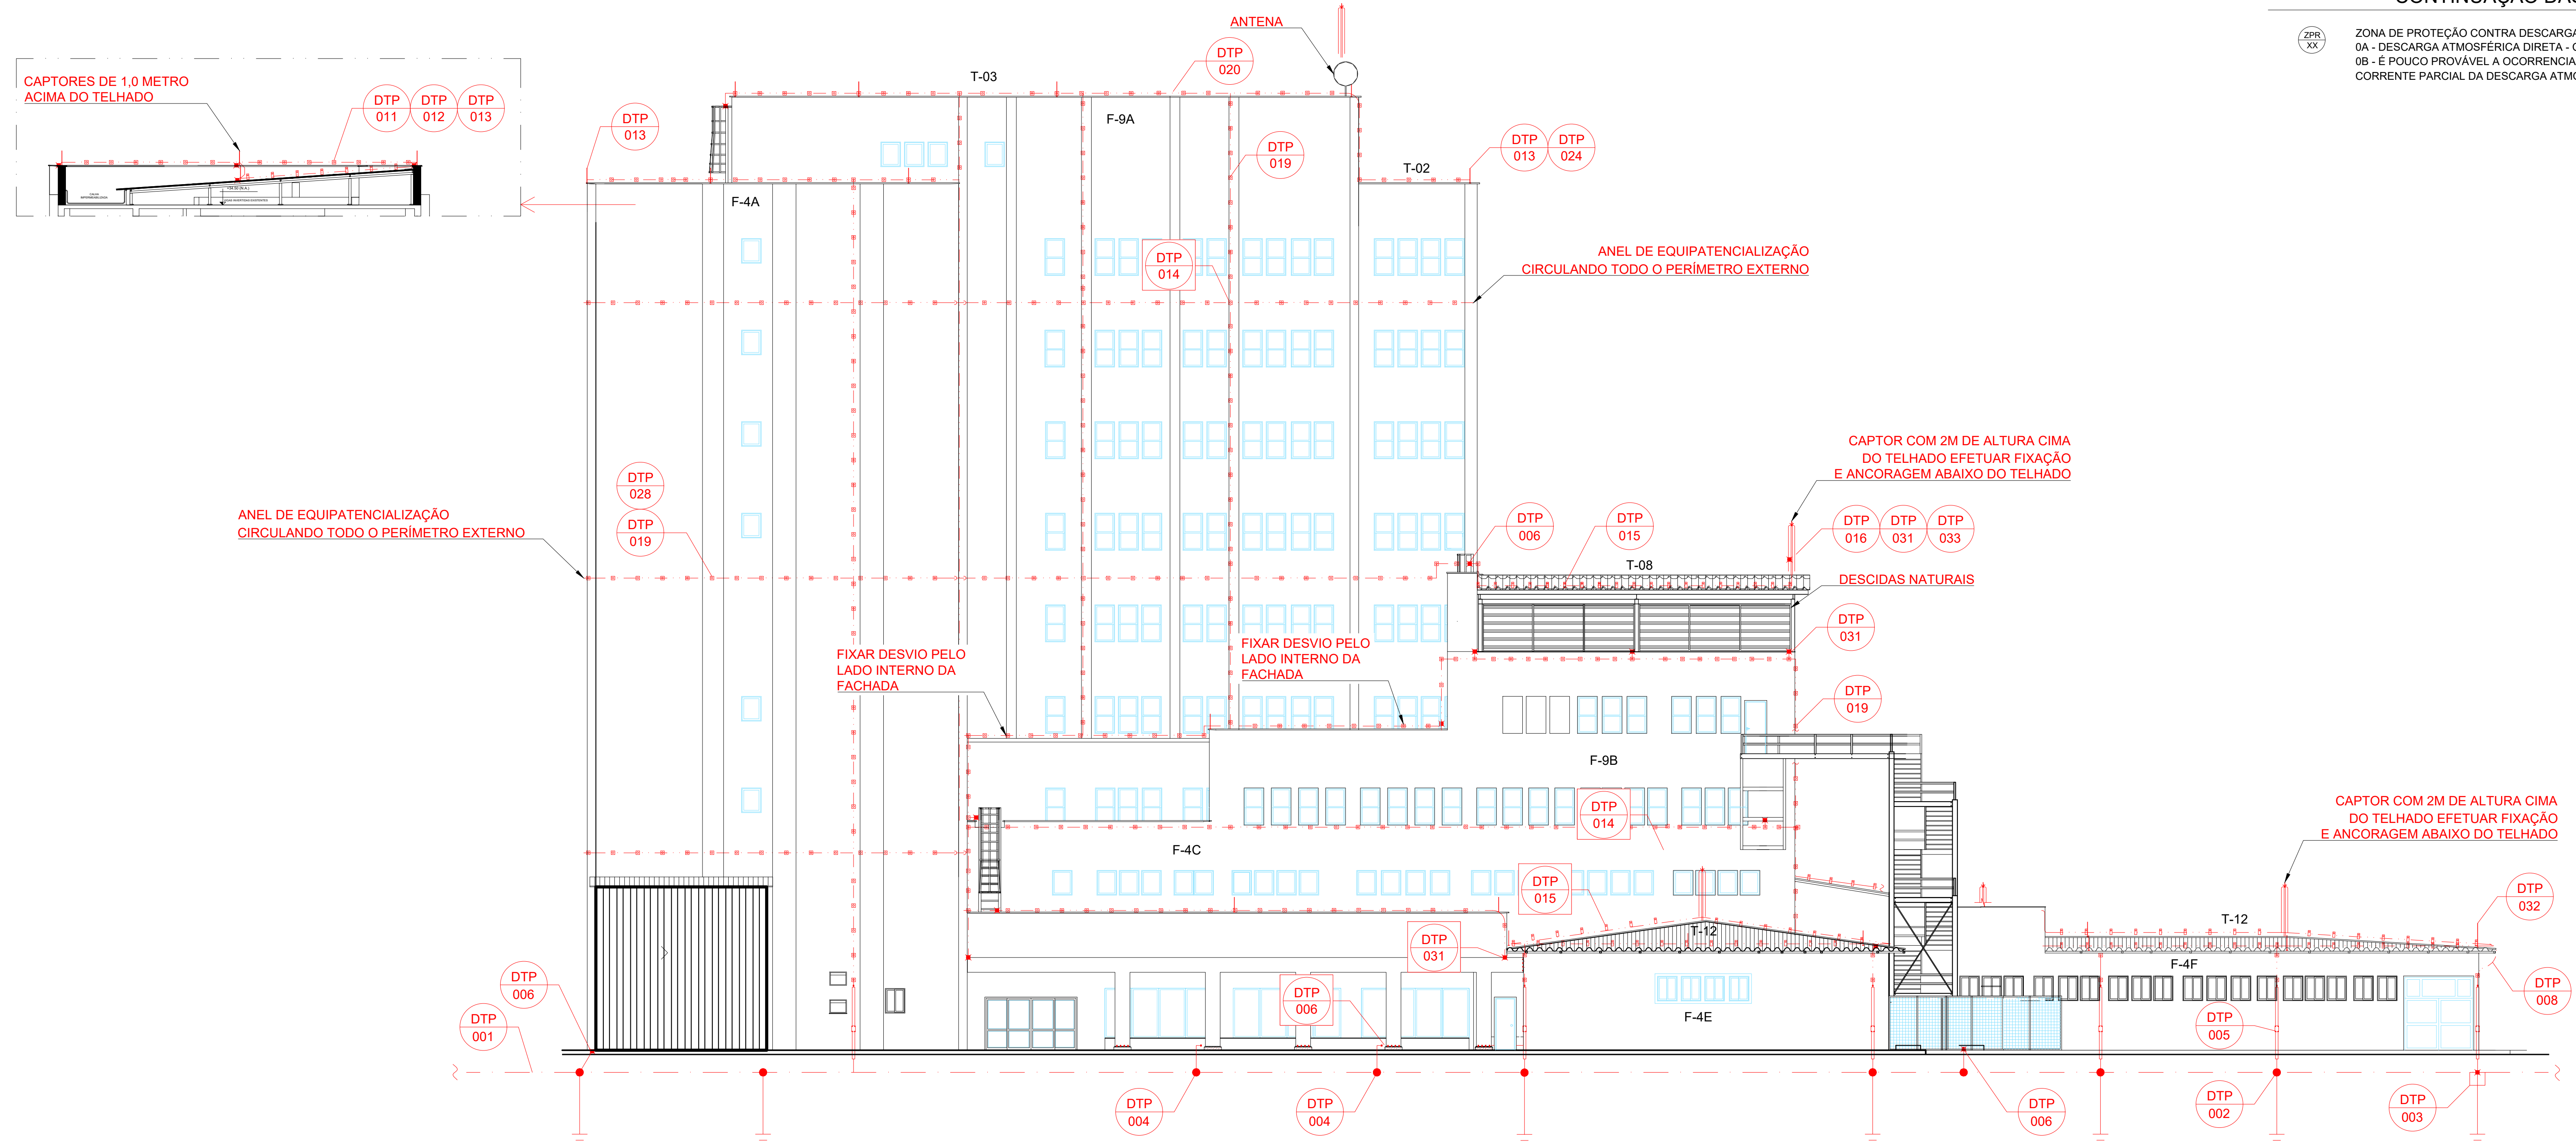 CONTINUAÇÃO DAS
ZPR
XX
ZONA DE PROTEÇÃO CONTRA DESCARGA
0A - DESCARGA ATMOSFÉRICA DIRETA -
0B - É POUCO PROVÁVEL A OCORRENCIA
CORRENTE PARCIAL DA DESCARGA
ANTENA
DTP
020
T-03
CAPTORES DE 1,0 METRO
ACIMA DO TELHADO
DTP
011
DTP
012
DTP
013
DTP
013
F-9A
DTP
019
DTP
013
DTP
024
T-02
F-4A
DTP
014
ANEL DE EQUIPATENCIALIZAÇÃO
CIRCULANDO TODO O PERÍMETRO EXTERNO
CAPTOR COM 2M DE ALTURA CIMA
DO TELHADO EFETUAR FIXAÇÃO
E ANCORAGEM ABAIXO DO TELHADO
DTP
028
DTP
019
ANEL DE EQUIPATENCIALIZAÇÃO
CIRCULANDO TODO O PERÍMETRO EXTERNO
DTP
006
DTP
015
DTP
016
DTP
031
DTP
033
T-08
DESCIDAS NATURAIS
DTP
031
FIXAR DESVIO PELO
LADO INTERNO DA
FACHADA
FIXAR DESVIO PELO
LADO INTERNO DA
FACHADA
DTP
019
F-9B
DTP
014
CAPTOR COM 2M DE ALTURA CIMA
DO TELHADO EFETUAR FIXAÇÃO
E ANCORAGEM ABAIXO DO TELHADO
F-4C
DTP
015
DTP
032
T-12
T-12
DTP
031
F-4F
DTP
006
DTP
006
DTP
008
DTP
001
F-4E
DTP
005
DTP
004
DTP
004
DTP
006
DTP
002
DTP
003